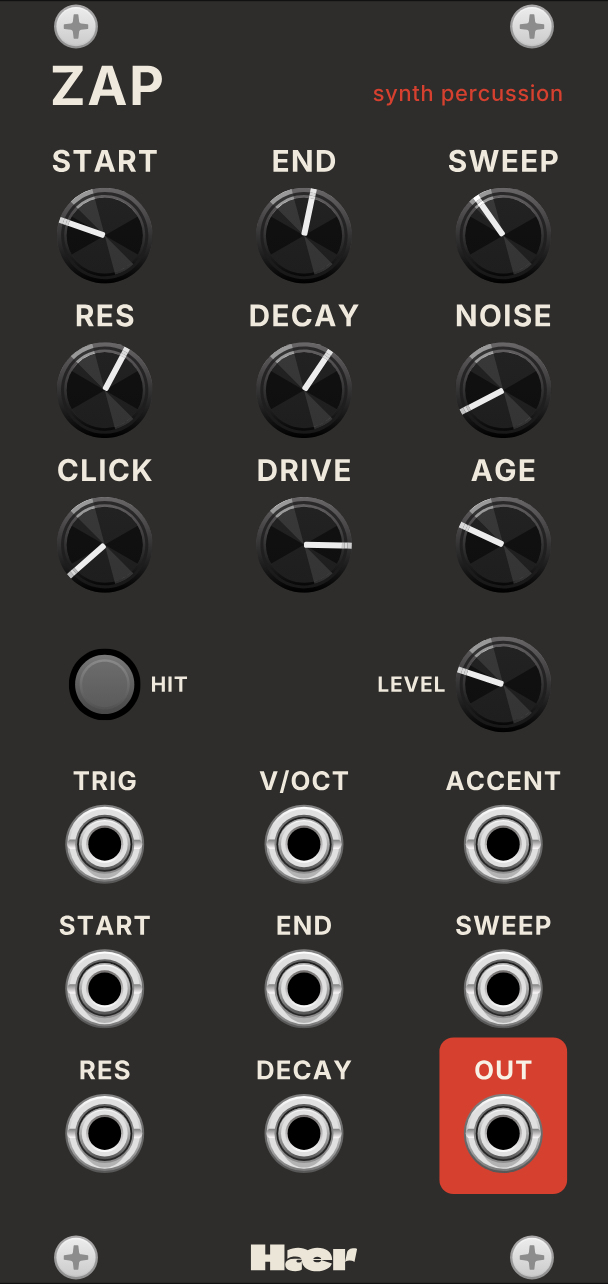 ZAP synth percussion
START END SWEEP
RES DECAY NOISE
CLICK DRIVE AGE
HIT LEVEL
TRIG V/OCT ACCENT
START END SWEEP
RES DECAY OUT
Hær